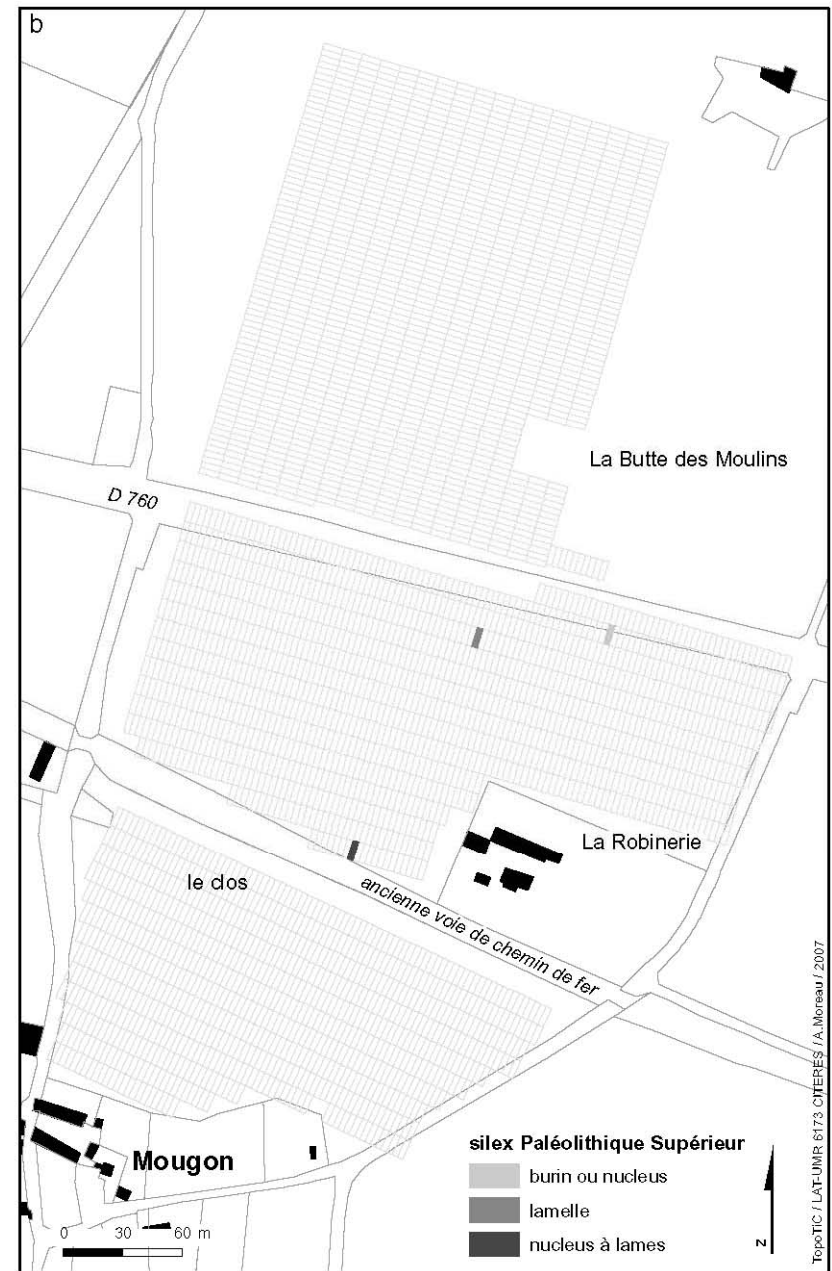 b
La Butte des Moulins
D 760
La Robinerie
le clos
ancienne voie de chemin de fer
Mougon
0 30 60 m
silex Paléolithique Supérieur
burin ou nucleus
lamelle
nucleus à lames
N
TopoTiC / LAT-UMR 6173 CITERES / A.Moreau / 2007